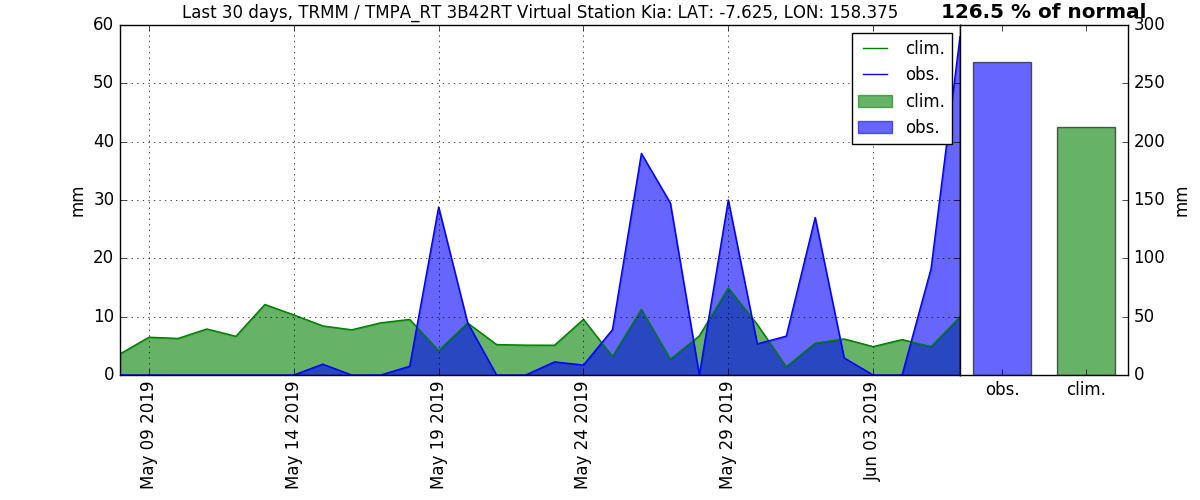 Last 30 days, TRMM / TMPA_RT 3B42RT Virtual Station Kia: LAT: -7.625, LON: 158.375
126.5 % of normal
60
50
40
30
20
10
0
mm
clim.
obs.
clim.
obs.
May 09 2019
May 14 2019
May 19 2019
May 24 2019
May 29 2019
Jun 03 2019
300
250
200
150
100
50
0
mm
obs.
clim.